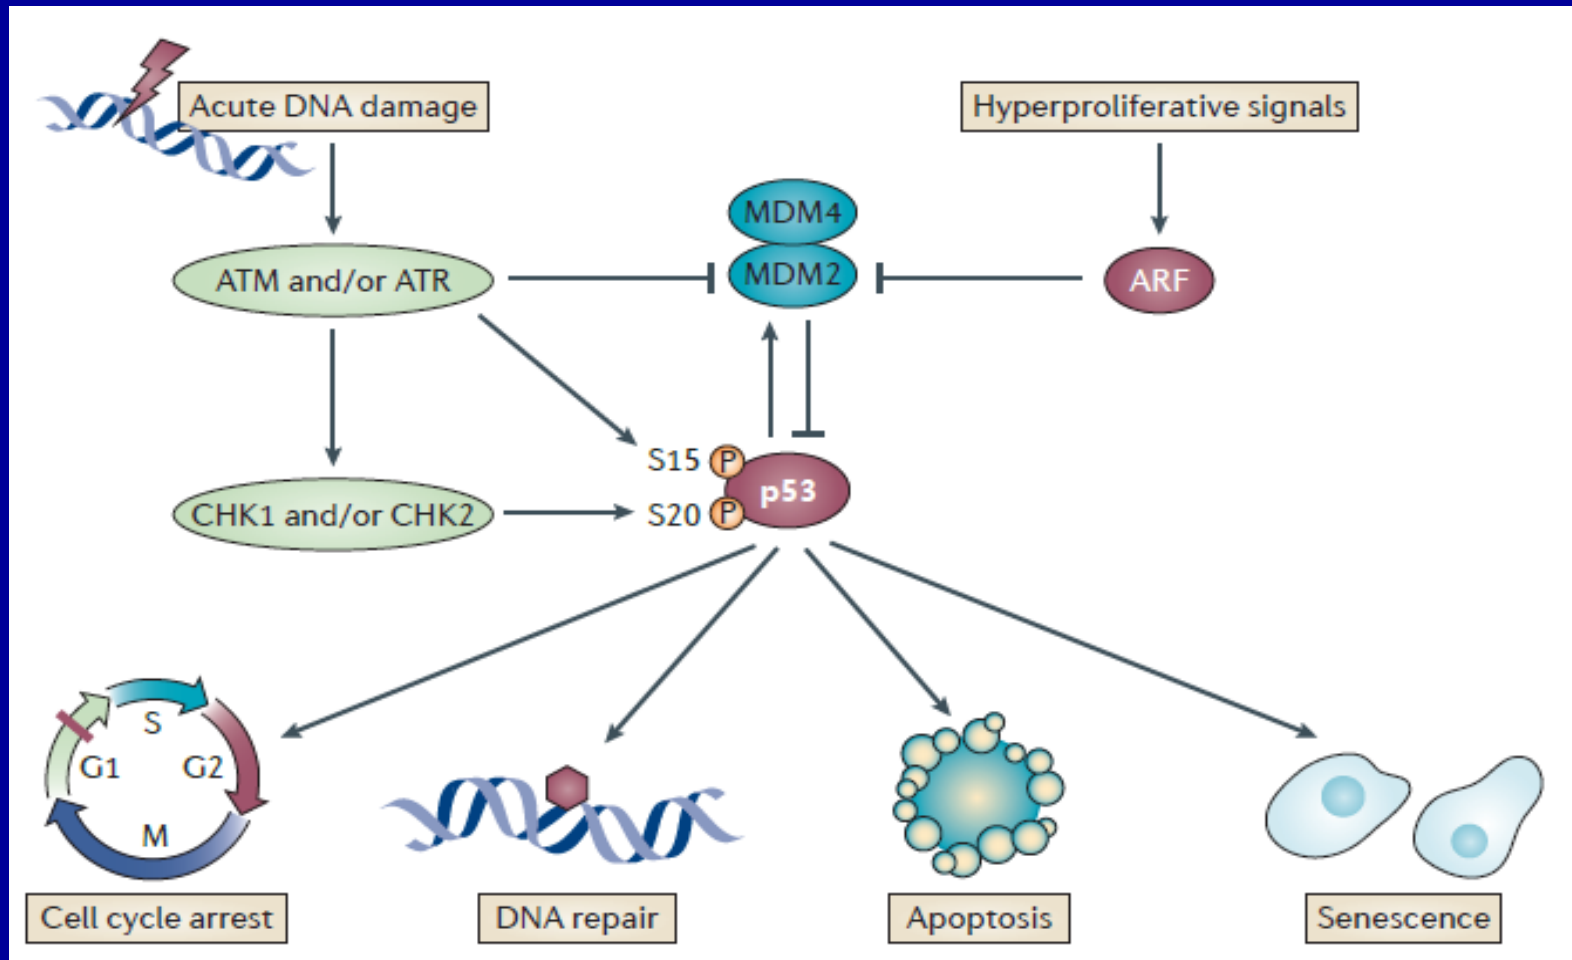 Acute DNA damage
Hyperproliferative signals
MDM4
MDM2
ATM and/or ATR
ARF
S15 P
p53
CHK1 and/or CHK2
S20 P
S
G1
G2
M
Cell cycle arrest
DNA repair
Apoptosis
Senescence